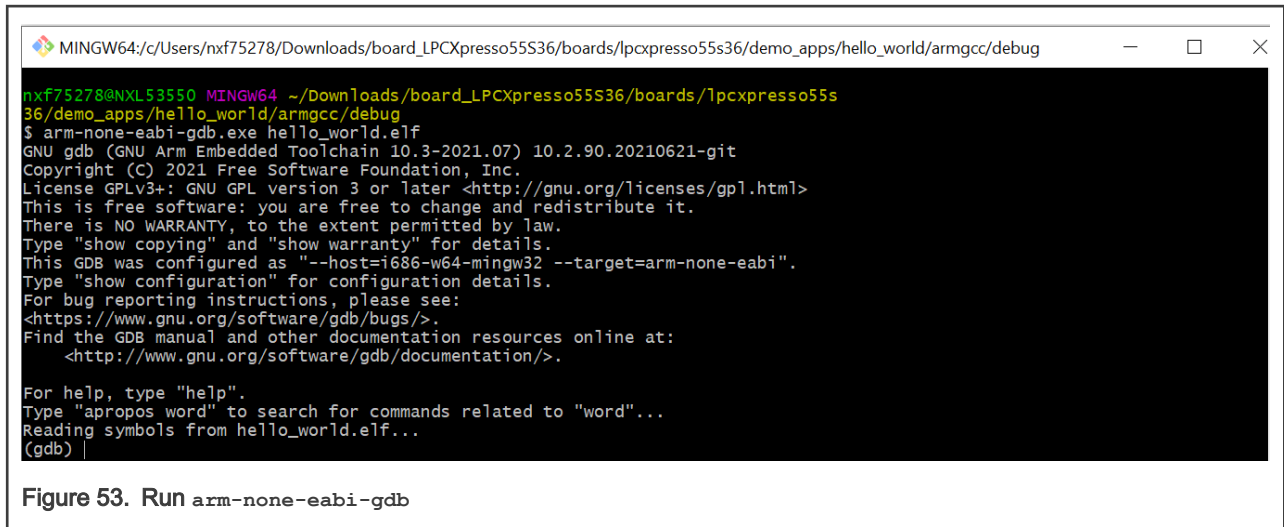 MINGW64:/c/Users/nxf75278/Downloads/board_LPCXpresso55S36/boards/lpcxpresso55s36/demo_apps/hello_world/armgcc/debug
nxf75278@NXL53550 MINGW64 ~/Downloads/board_LPCXpresso55S36/boards/lpcxpresso55s
36/demo_apps/hello_world/armgcc/debug
$ arm-none-eabi-gdb.exe hello_world.elf
GNU gdb (GNU Arm Embedded Toolchain 10.3-2021.07) 10.2.90.20210621-git
Copyright (C) 2021 Free Software Foundation, Inc.
License GPLv3+: GNU GPL version 3 or later <http://gnu.org/licenses/gpl.html>
This is free software: you are free to change and redistribute it.
There is NO WARRANTY, to the extent permitted by law.
Type "show copying" and "show warranty" for details.
This GDB was configured as "--host=i686-w64-mingw32 --target=arm-none-eabi".
Type "show configuration" for configuration details.
For bug reporting instructions, please see:
<https://www.gnu.org/software/gdb/bugs/>.
Find the GDB manual and other documentation resources online at:
    <http://www.gnu.org/software/gdb/documentation/>.

For help, type "help".
Type "apropos word" to search for commands related to "word"...
Reading symbols from hello_world.elf...
(gdb)
Figure 53. Run arm-none-eabi-gdb